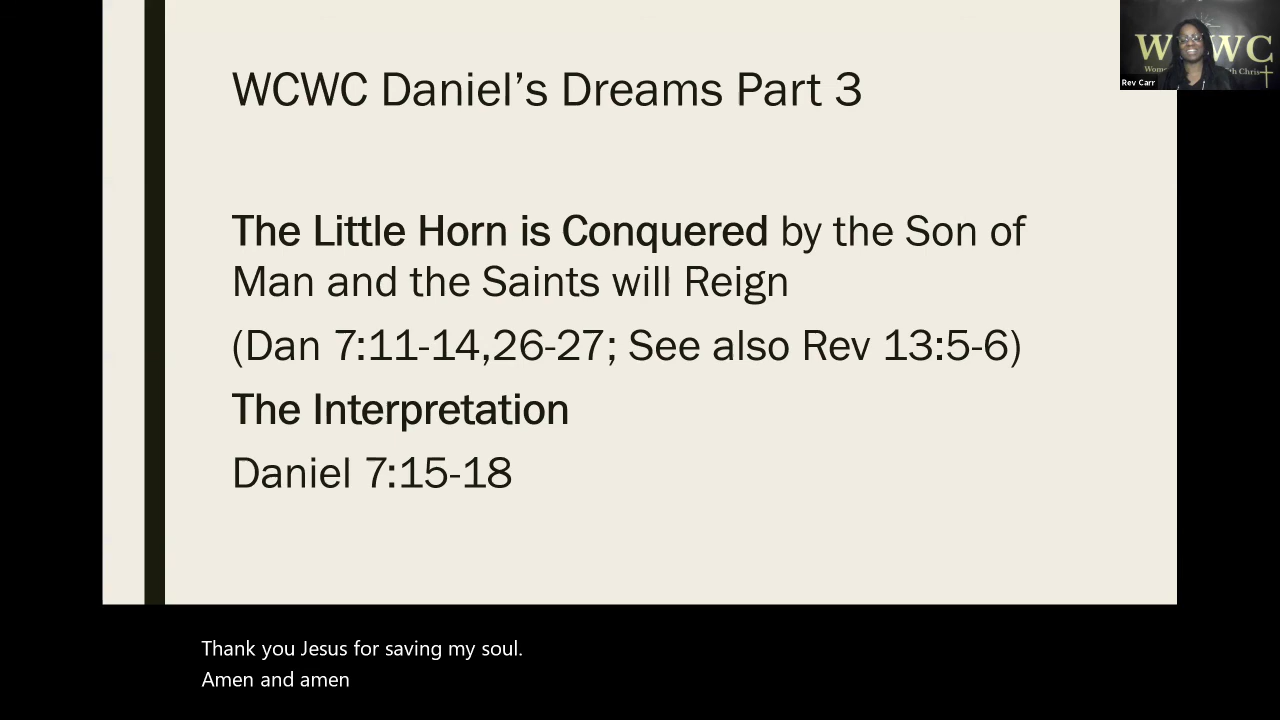 WCWC Daniel’s Dreams Part 3
The Little Horn is Conquered by the Son of
Man and the Saints will Reign
(Dan 7:11-14,26-27; See also Rev 13:5-6)
The Interpretation
Daniel 7:15-18
W WC
Rev Carr
Thank you Jesus for saving my soul.
Amen and amen